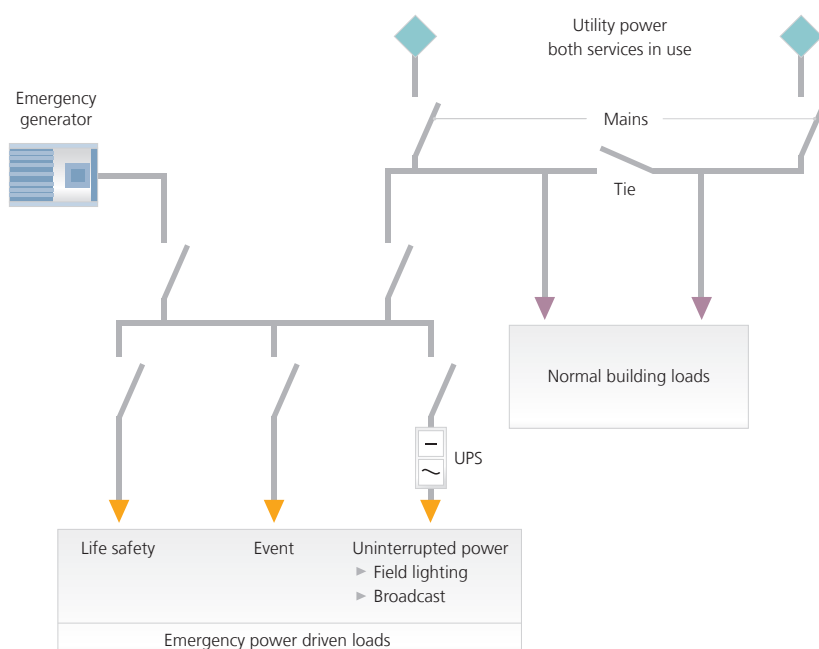 Utility power
both services in use
Emergency
generator
Mains
Tie
Normal building loads
UPS
Life safety
Event
Uninterrupted power
Field lighting
Broadcast
Emergency power driven loads